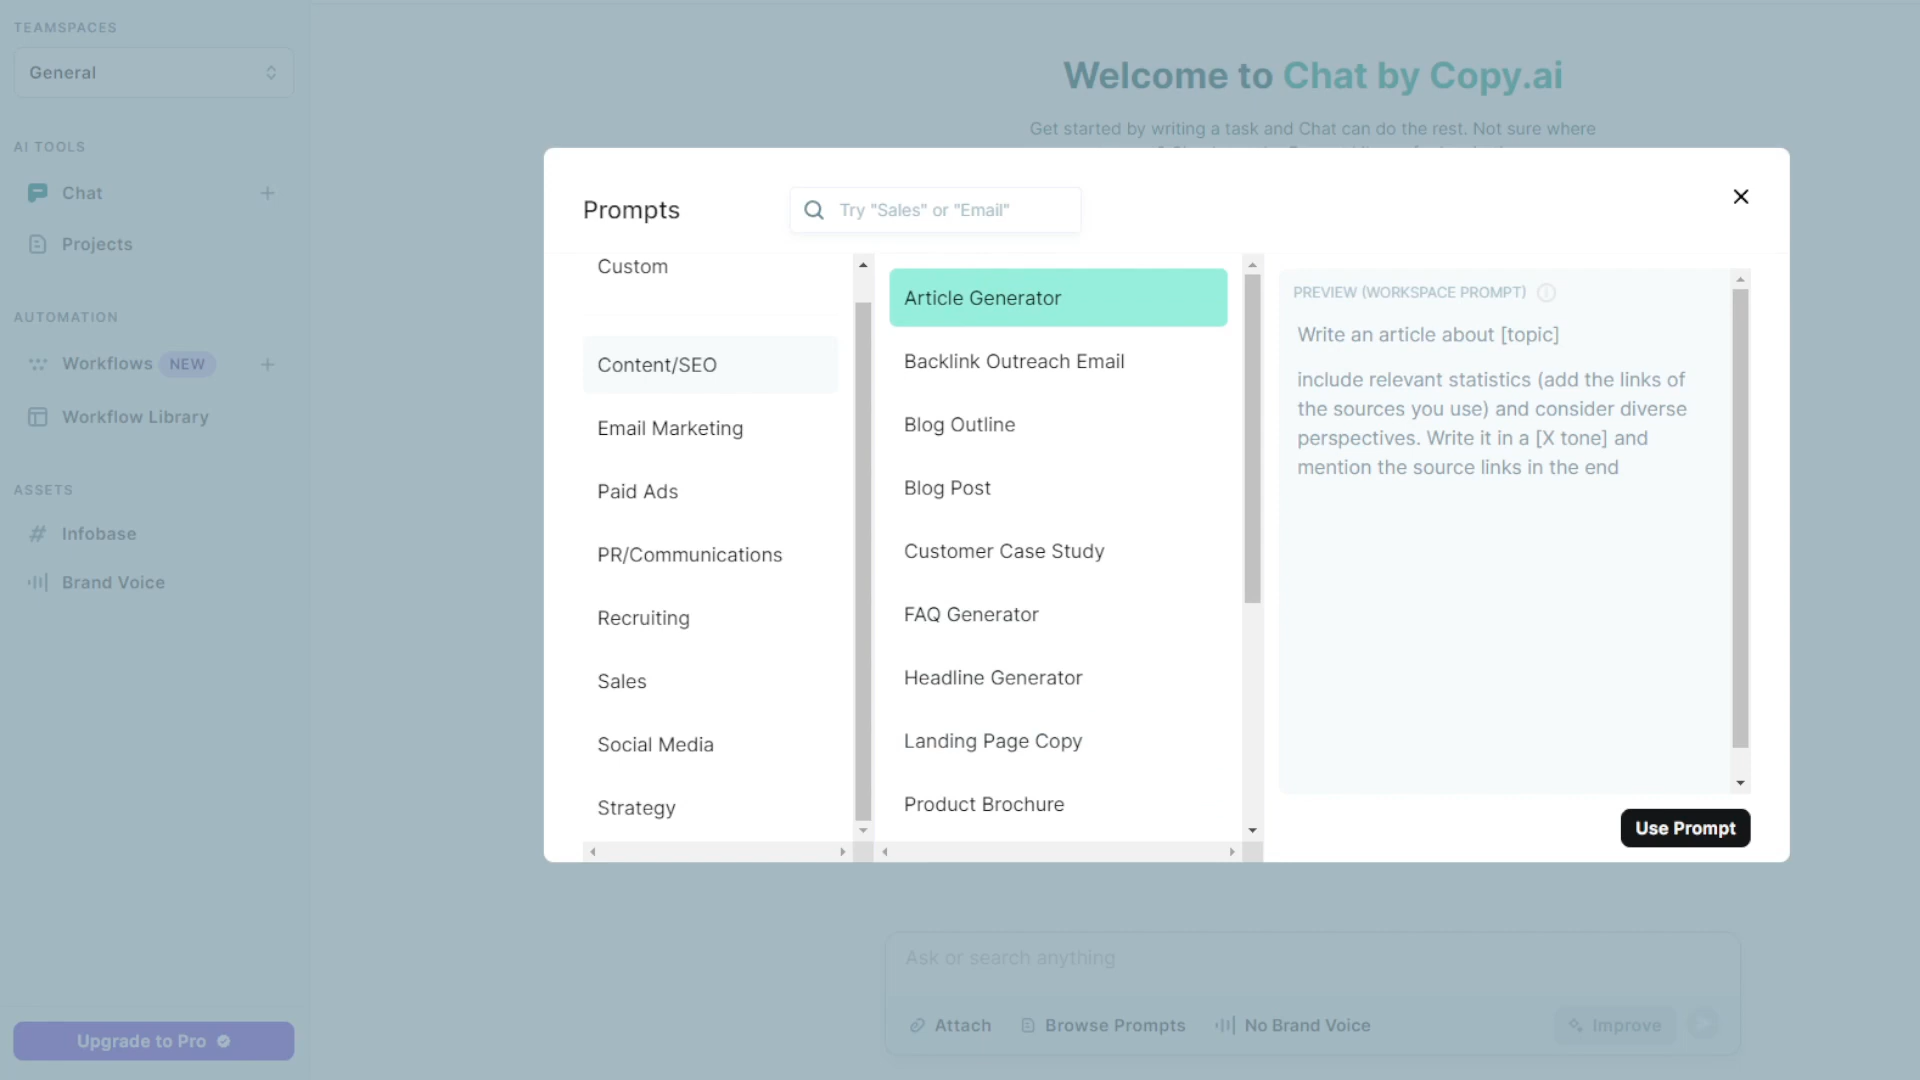 TEAMSPACES
General
AI TOOLS
Chat
Projects
AUTOMATION
Workflows NEW
Workflow Library
ASSETS
Infobase
Brand Voice
Upgrade to Pro
Welcome to Chat by Copy.ai
Get started by writing a task and Chat can do the rest. Not sure where
Prompts
Try "Sales" or "Email"
Custom
Content/SEO
Email Marketing
Paid Ads
PR/Communications
Recruiting
Sales
Social Media
Strategy
Article Generator
Backlink Outreach Email
Blog Outline
Blog Post
Customer Case Study
FAQ Generator
Headline Generator
Landing Page Copy
Product Brochure
PREVIEW (WORKSPACE PROMPT)
Write an article about [topic]
include relevant statistics (add the links of
the sources you use) and consider diverse
perspectives. Write it in a [X tone] and
mention the source links in the end
Use Prompt
Ask or search anything
Attach
Browse Prompts
No Brand Voice
Improve